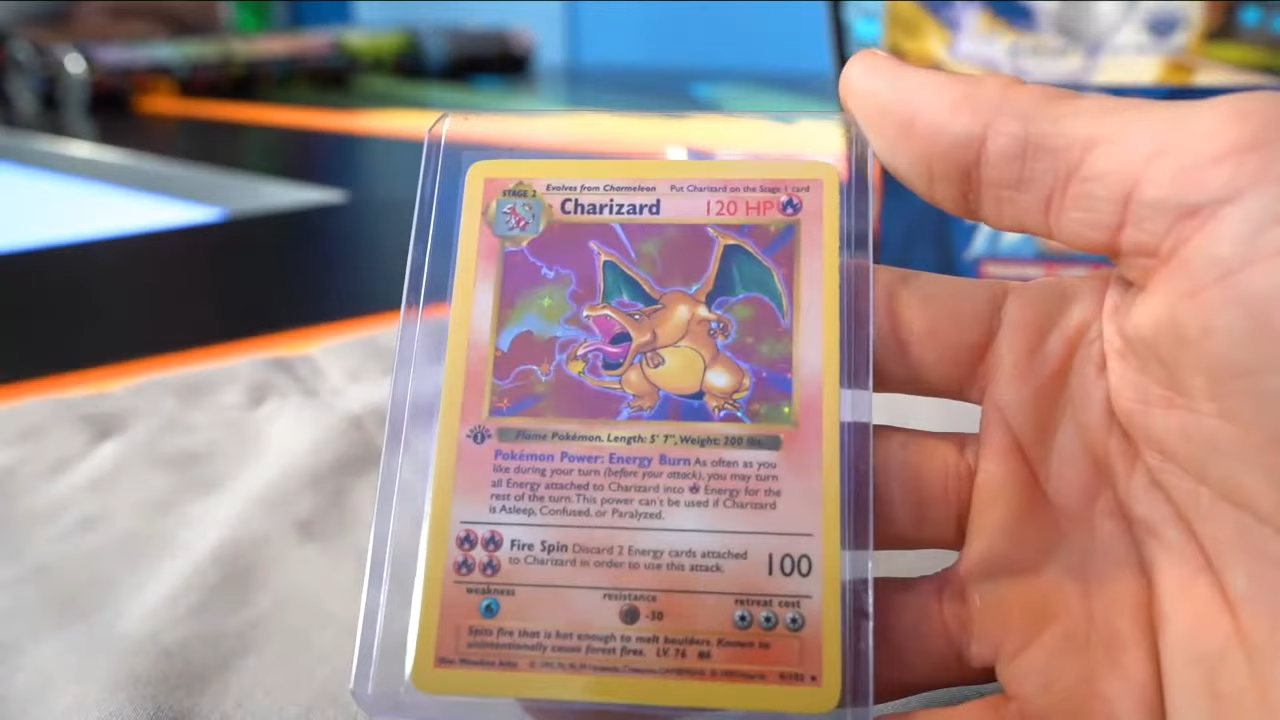 STAGE 2 Evolves from Charmeleon Put Charizard on the Stage 1 card
Charizard 120 HP
EDITION 1
Flame Pokémon. Length: 5' 7", Weight: 200 lbs.
Pokémon Power: Energy Burn As often as you
like during your turn (before your attack), you may turn
all Energy attached to Charizard into Energy for the
rest of the turn. This power can't be used if Charizard
is Asleep, Confused, or Paralyzed.
Fire Spin Discard 2 Energy cards attached
to Charizard in order to use this attack.
100
weakness resistance retreat cost
-30
Spits fire that is hot enough to melt boulders. Known to
unintentionally cause forest fires. LV. 76 #6
4/102